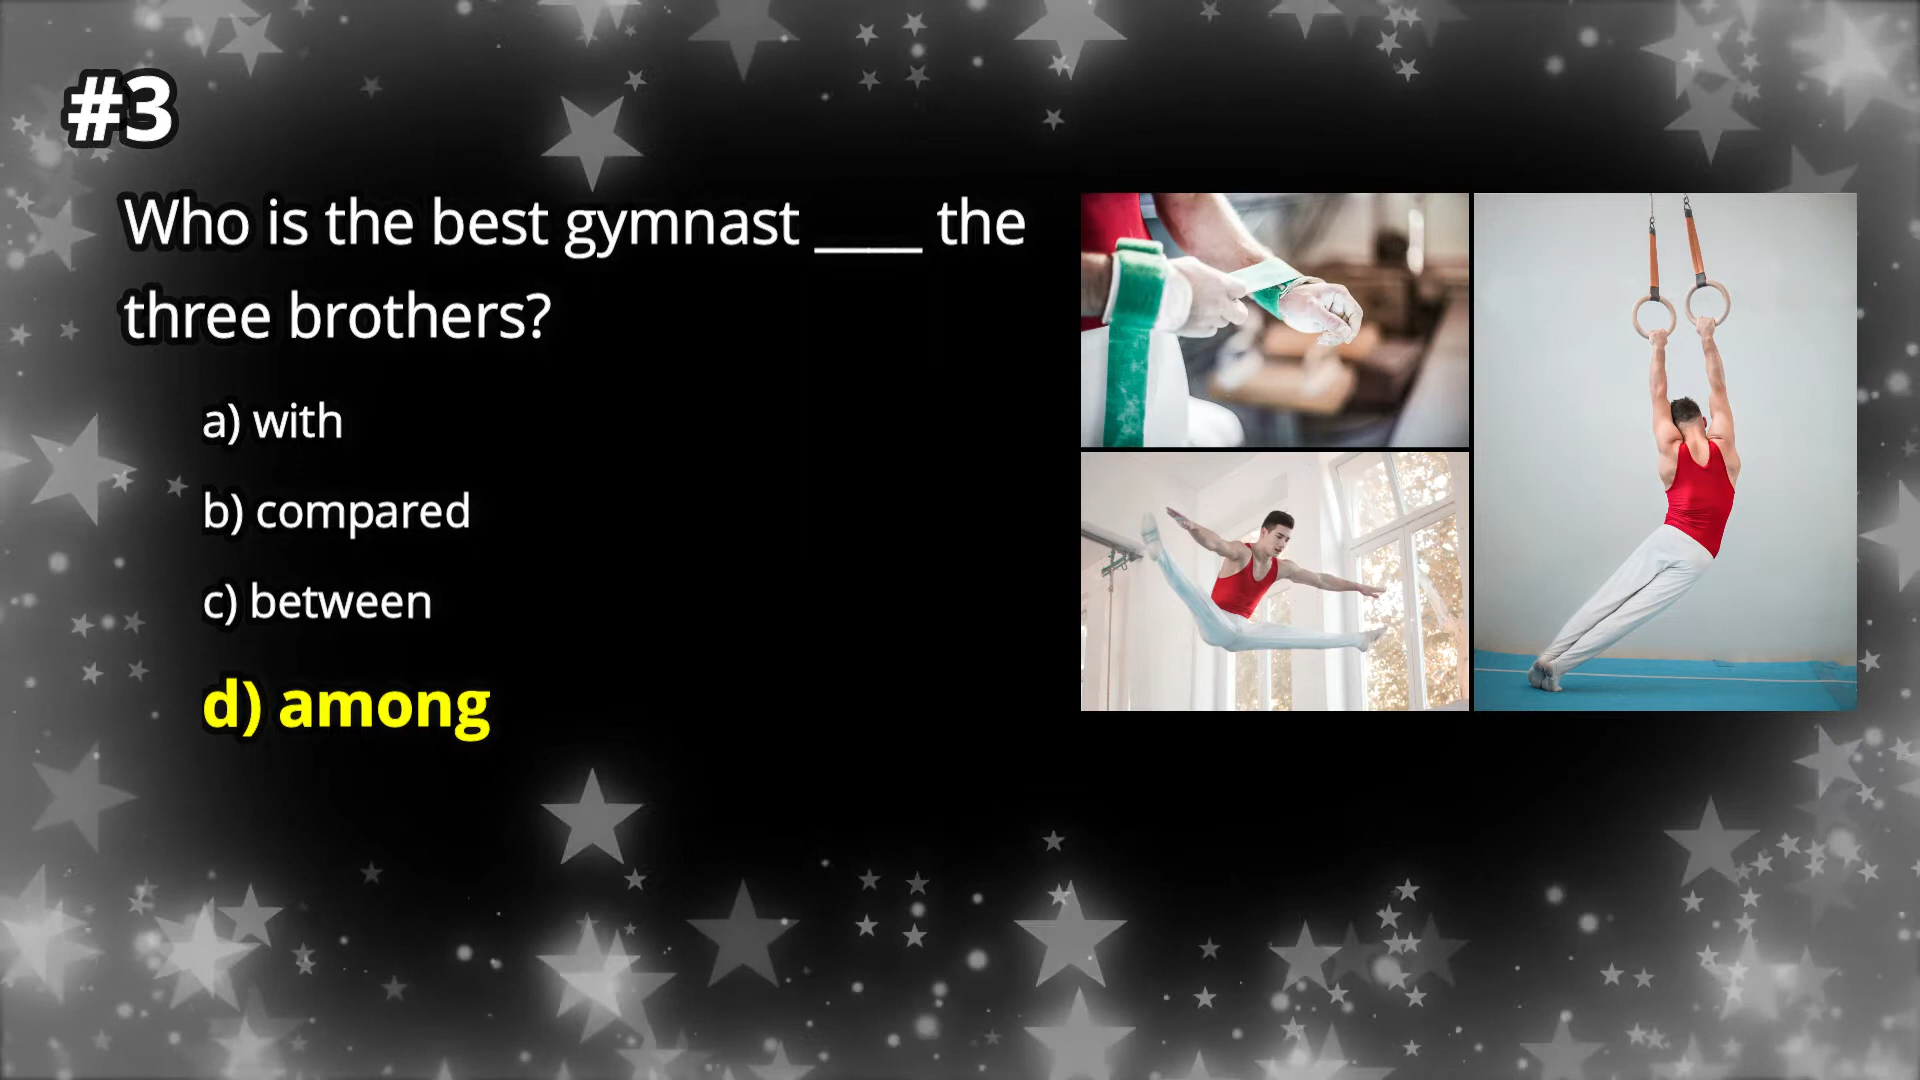 #3
Who is the best gymnast ____ the
three brothers?
a) with
b) compared
c) between
d) among